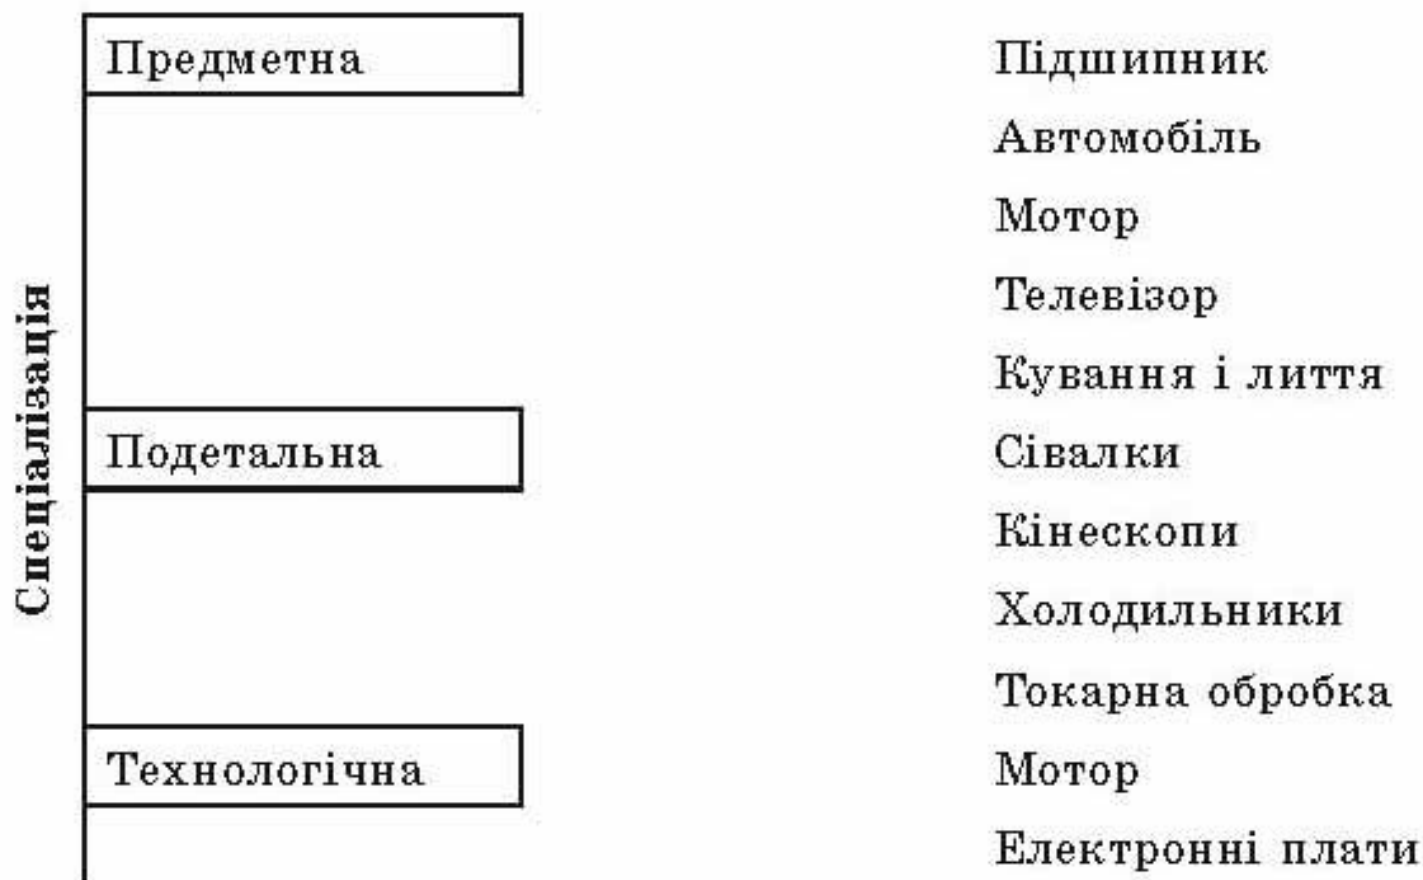 Спеціалізація
Предметна
Подетальна
Технологічна
Підшипник
Автомобіль
Мотор
Телевізор
Кування і лиття
Сівалки
Кінескопи
Холодильники
Токарна обробка
Мотор
Електронні плати